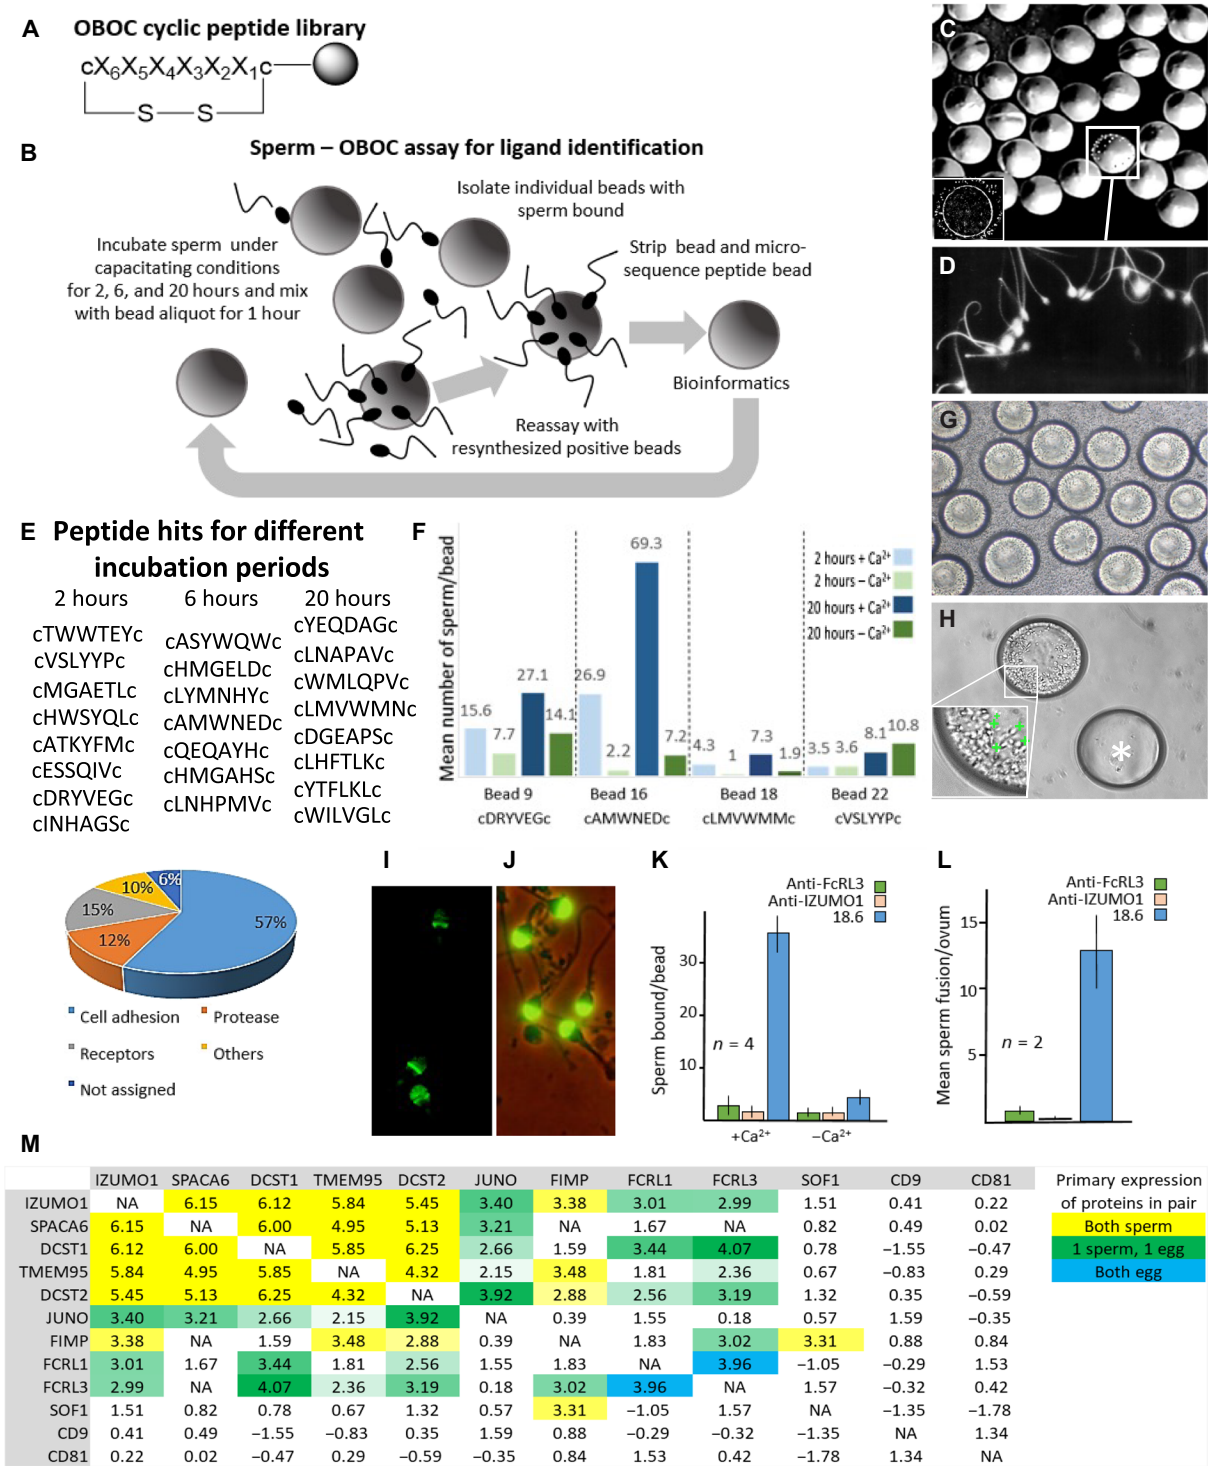 A
OBOC cyclic peptide library
cX6X5X4X3X2X1c
S S
B
Sperm – OBOC assay for ligand identification
Isolate individual beads with
sperm bound
Incubate sperm under
capacitating conditions
for 2, 6, and 20 hours and mix
with bead aliquot for 1 hour
Strip bead and micro-
sequence peptide bead
Bioinformatics
Reassay with
resynthesized positive beads
C
D
G
H
*
E
Peptide hits for different
incubation periods
2 hours 6 hours 20 hours
cTWWTEYc
cVSLYYPc
cMGAETLc
cHWSYQLc
cATKYFMc
cESSQIVc
cDRYVEGc
cINHAGSc
cASYWQWc
cHMGELDc
cLYMNHYc
cAMWNEDc
cQEQAYHc
cHMGAHSc
cLNHPMVc
cYEQDAGc
cLNAPAVc
cWMLQPVc
cLMVWMNc
cDGEAPSc
cLHFTLKc
cYTFLKLc
cWILVGLc
57%
12%
15%
10%
6%
Cell adhesion Protease
Receptors Others
Not assigned
F
Mean number of sperm/bead
2 hours + Ca2+
2 hours – Ca2+
20 hours + Ca2+
20 hours – Ca2+
15.6 7.7 27.1 14.1
26.9 2.2 69.3 7.2
4.3 1 7.3 1.9
3.5 3.6 8.1 10.8
Bead 9 Bead 16 Bead 18 Bead 22
cDRYVEGc cAMWNEDc cLMVWMMc cVSLYYPc
I
J
K
Anti-FcRL3
Anti-IZUMO1
18.6
Sperm bound/bead
30
20
10
n = 4
+Ca2+ –Ca2+
L
Anti-FcRL3
Anti-IZUMO1
18.6
Mean sperm fusion/ovum
15
10
5
n = 2
M
IZUMO1 SPACA6 DCST1 TMEM95 DCST2 JUNO FIMP FCRL1 FCRL3 SOF1 CD9 CD81
IZUMO1 NA 6.15 6.12 5.84 5.45 3.40 3.38 3.01 2.99 1.51 0.41 0.22
SPACA6 6.15 NA 6.00 4.95 5.13 3.21 NA 1.67 NA 0.82 0.49 0.02
DCST1 6.12 6.00 NA 5.85 6.25 2.66 1.59 3.44 4.07 0.78 –1.55 –0.47
TMEM95 5.84 4.95 5.85 NA 4.32 2.15 3.48 1.81 2.36 0.67 –0.83 0.29
DCST2 5.45 5.13 6.25 4.32 NA 3.92 2.88 2.56 3.19 1.32 0.35 –0.59
JUNO 3.40 3.21 2.66 2.15 3.92 NA 0.39 1.55 0.18 0.57 1.59 –0.35
FIMP 3.38 NA 1.59 3.48 2.88 0.39 NA 1.83 3.02 3.31 0.88 0.84
FCRL1 3.01 1.67 3.44 1.81 2.56 1.55 1.83 NA 3.96 –1.05 –0.29 1.53
FCRL3 2.99 NA 4.07 2.36 3.19 0.18 3.02 3.96 NA 1.57 –0.32 0.42
SOF1 1.51 0.82 0.78 0.67 1.32 0.57 3.31 –1.05 1.57 NA –1.35 –1.78
CD9 0.41 0.49 –1.55 –0.83 0.35 1.59 0.88 –0.29 –0.32 –1.35 NA 1.34
CD81 0.22 0.02 –0.47 0.29 –0.59 –0.35 0.84 1.53 0.42 –1.78 1.34 NA
Primary expression
of proteins in pair
Both sperm
1 sperm, 1 egg
Both egg